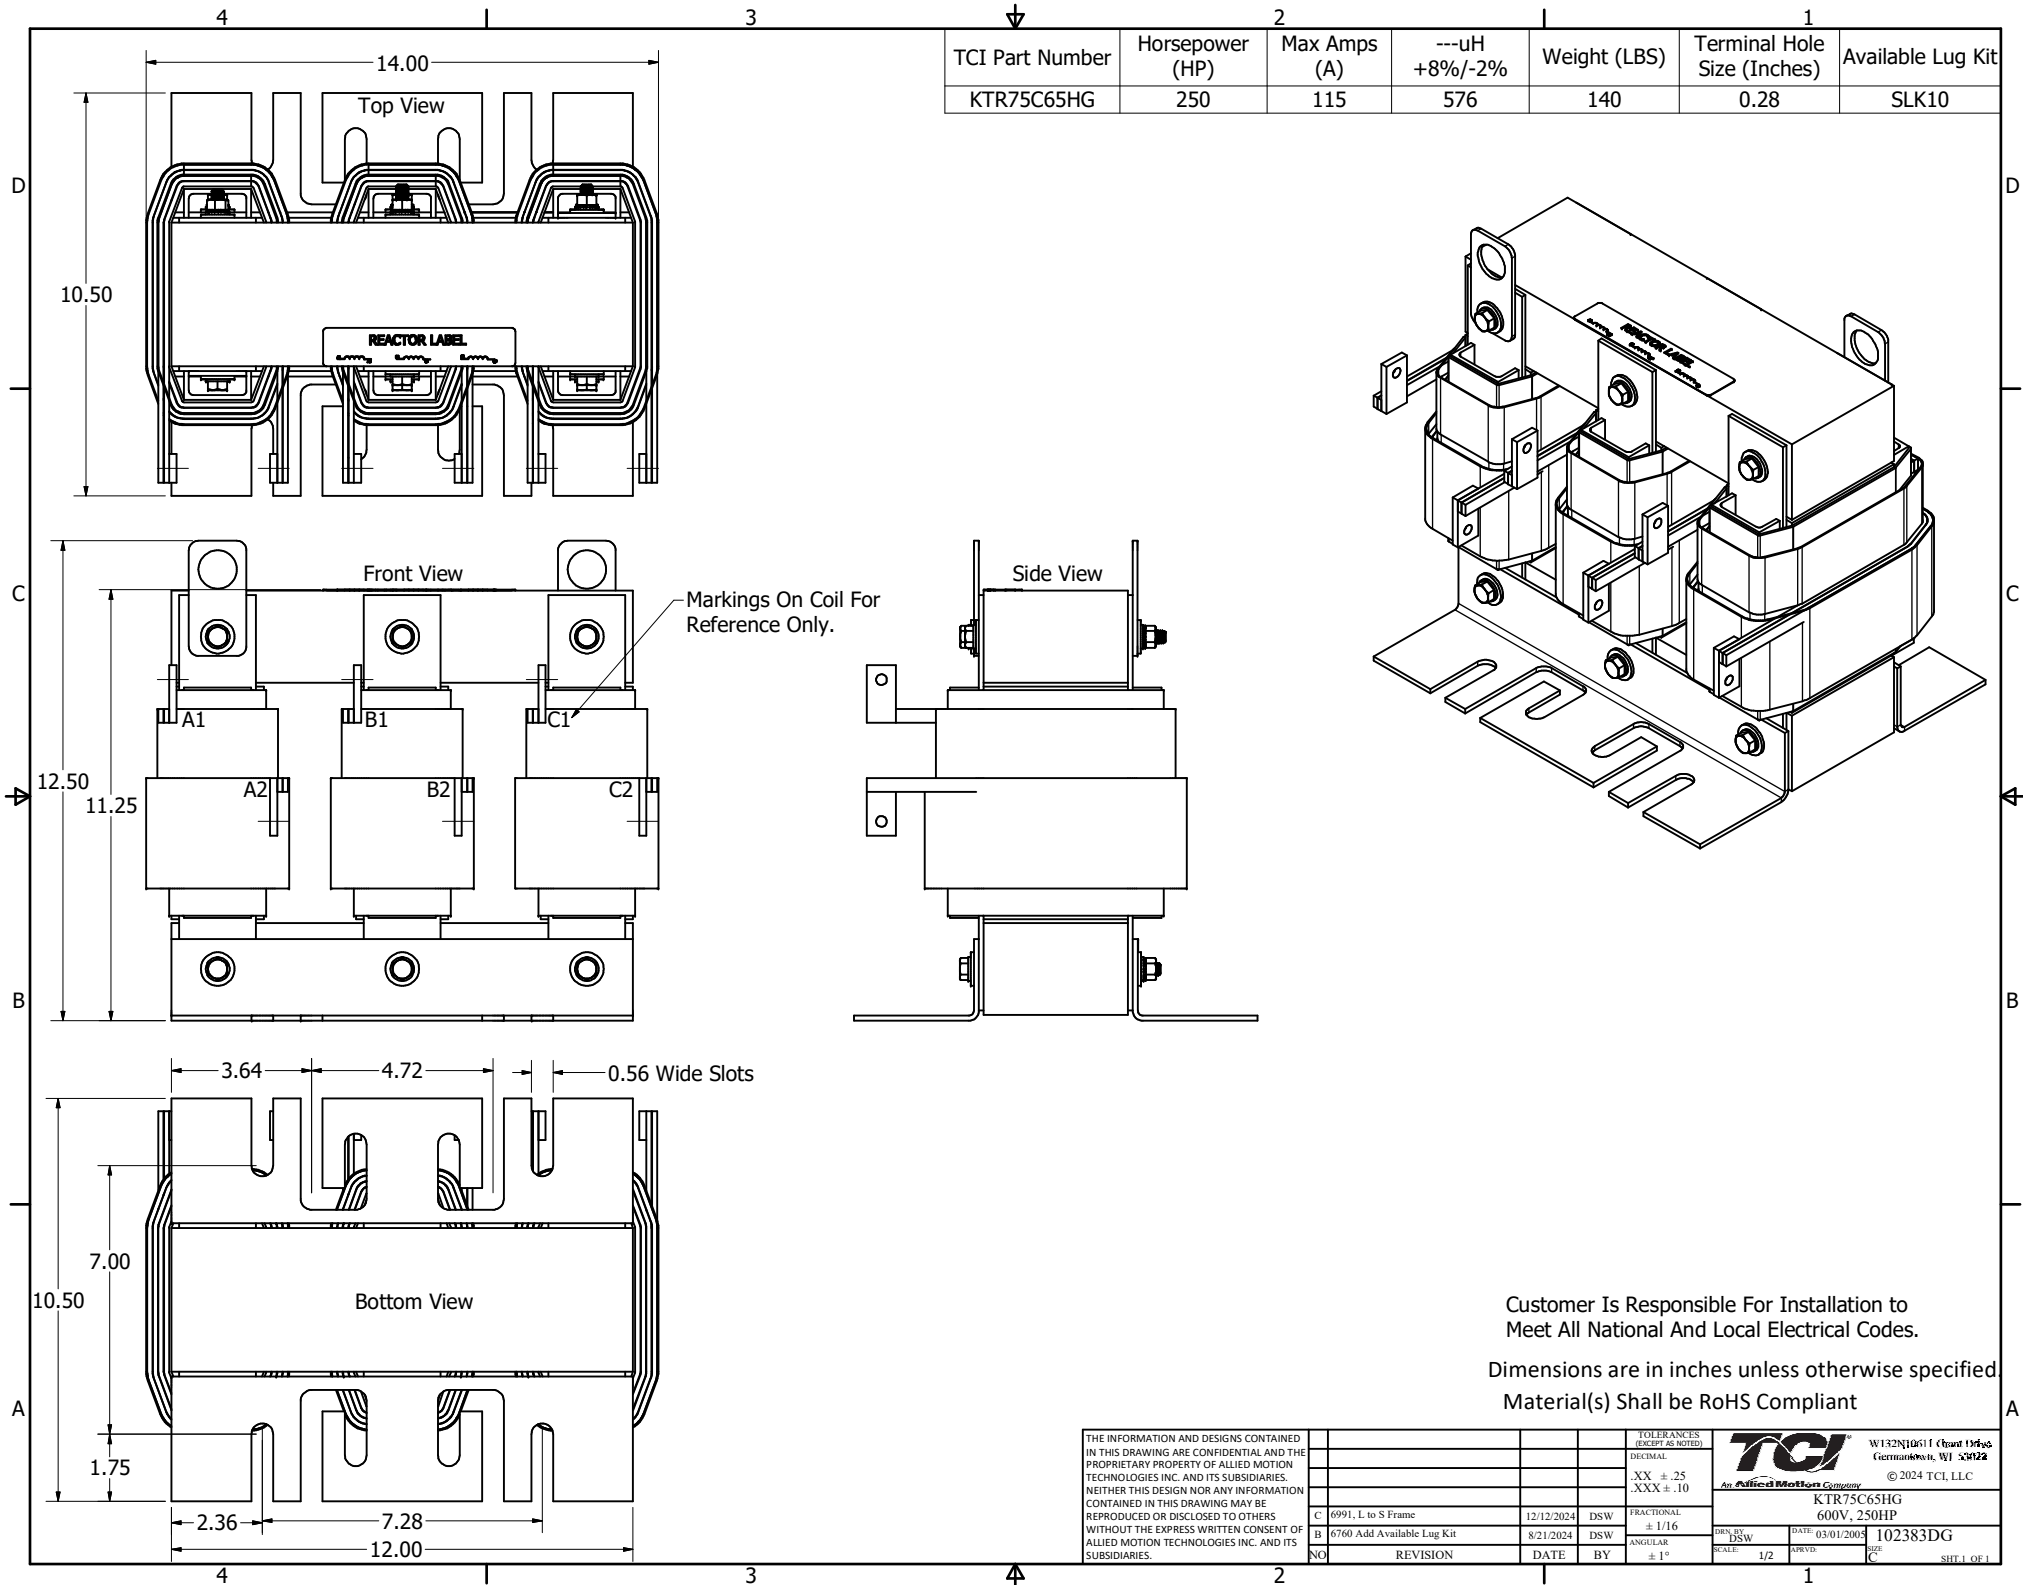 4
3
2
1
TCI Part Number
Horsepower
(HP)
Max Amps
(A)
---uH
+8%/-2%
Weight (LBS)
Terminal Hole
Size (Inches)
Available Lug Kit
KTR75C65HG
250
115
576
140
0.28
SLK10
14.00
Top View
10.50
REACTOR LABEL
D
D
REACTOR LABEL
C
C
Front View
Side View
Markings On Coil For
Reference Only.
A1
B1
C1
12.50
11.25
A2
B2
C2
B
B
3.64
4.72
0.56 Wide Slots
7.00
10.50
Bottom View
1.75
2.36
7.28
12.00
A
A
Customer Is Responsible For Installation to
Meet All National And Local Electrical Codes.
Dimensions are in inches unless otherwise specified.
Material(s) Shall be RoHS Compliant
THE INFORMATION AND DESIGNS CONTAINED
IN THIS DRAWING ARE CONFIDENTIAL AND THE
PROPRIETARY PROPERTY OF ALLIED MOTION
TECHNOLOGIES INC. AND ITS SUBSIDIARIES.
NEITHER THIS DESIGN NOR ANY INFORMATION
CONTAINED IN THIS DRAWING MAY BE
REPRODUCED OR DISCLOSED TO OTHERS
WITHOUT THE EXPRESS WRITTEN CONSENT OF
ALLIED MOTION TECHNOLOGIES INC. AND ITS
SUBSIDIARIES.
C 6991, L to S Frame 12/12/2024 DSW
B 6760 Add Available Lug Kit 8/21/2024 DSW
NO REVISION DATE BY
TOLERANCES
(EXCEPT AS NOTED)
DECIMAL
.XX ± .25
.XXX ± .10
FRACTIONAL
± 1/16
ANGULAR
± 1°
TCI
An Allied Motion Company
W132N10611 Grant Drive
Germantown, WI 53022
© 2024 TCI, LLC
KTR75C65HG
600V, 250HP
DRN. BY DSW
DATE: 03/01/2005
102383DG
SCALE: 1/2
APRVD:
SIZE C
SHT.1 OF 1
4
3
2
1